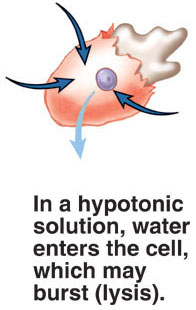 In a hypotonic
solution, water
enters the cell,
which may
burst (lysis).